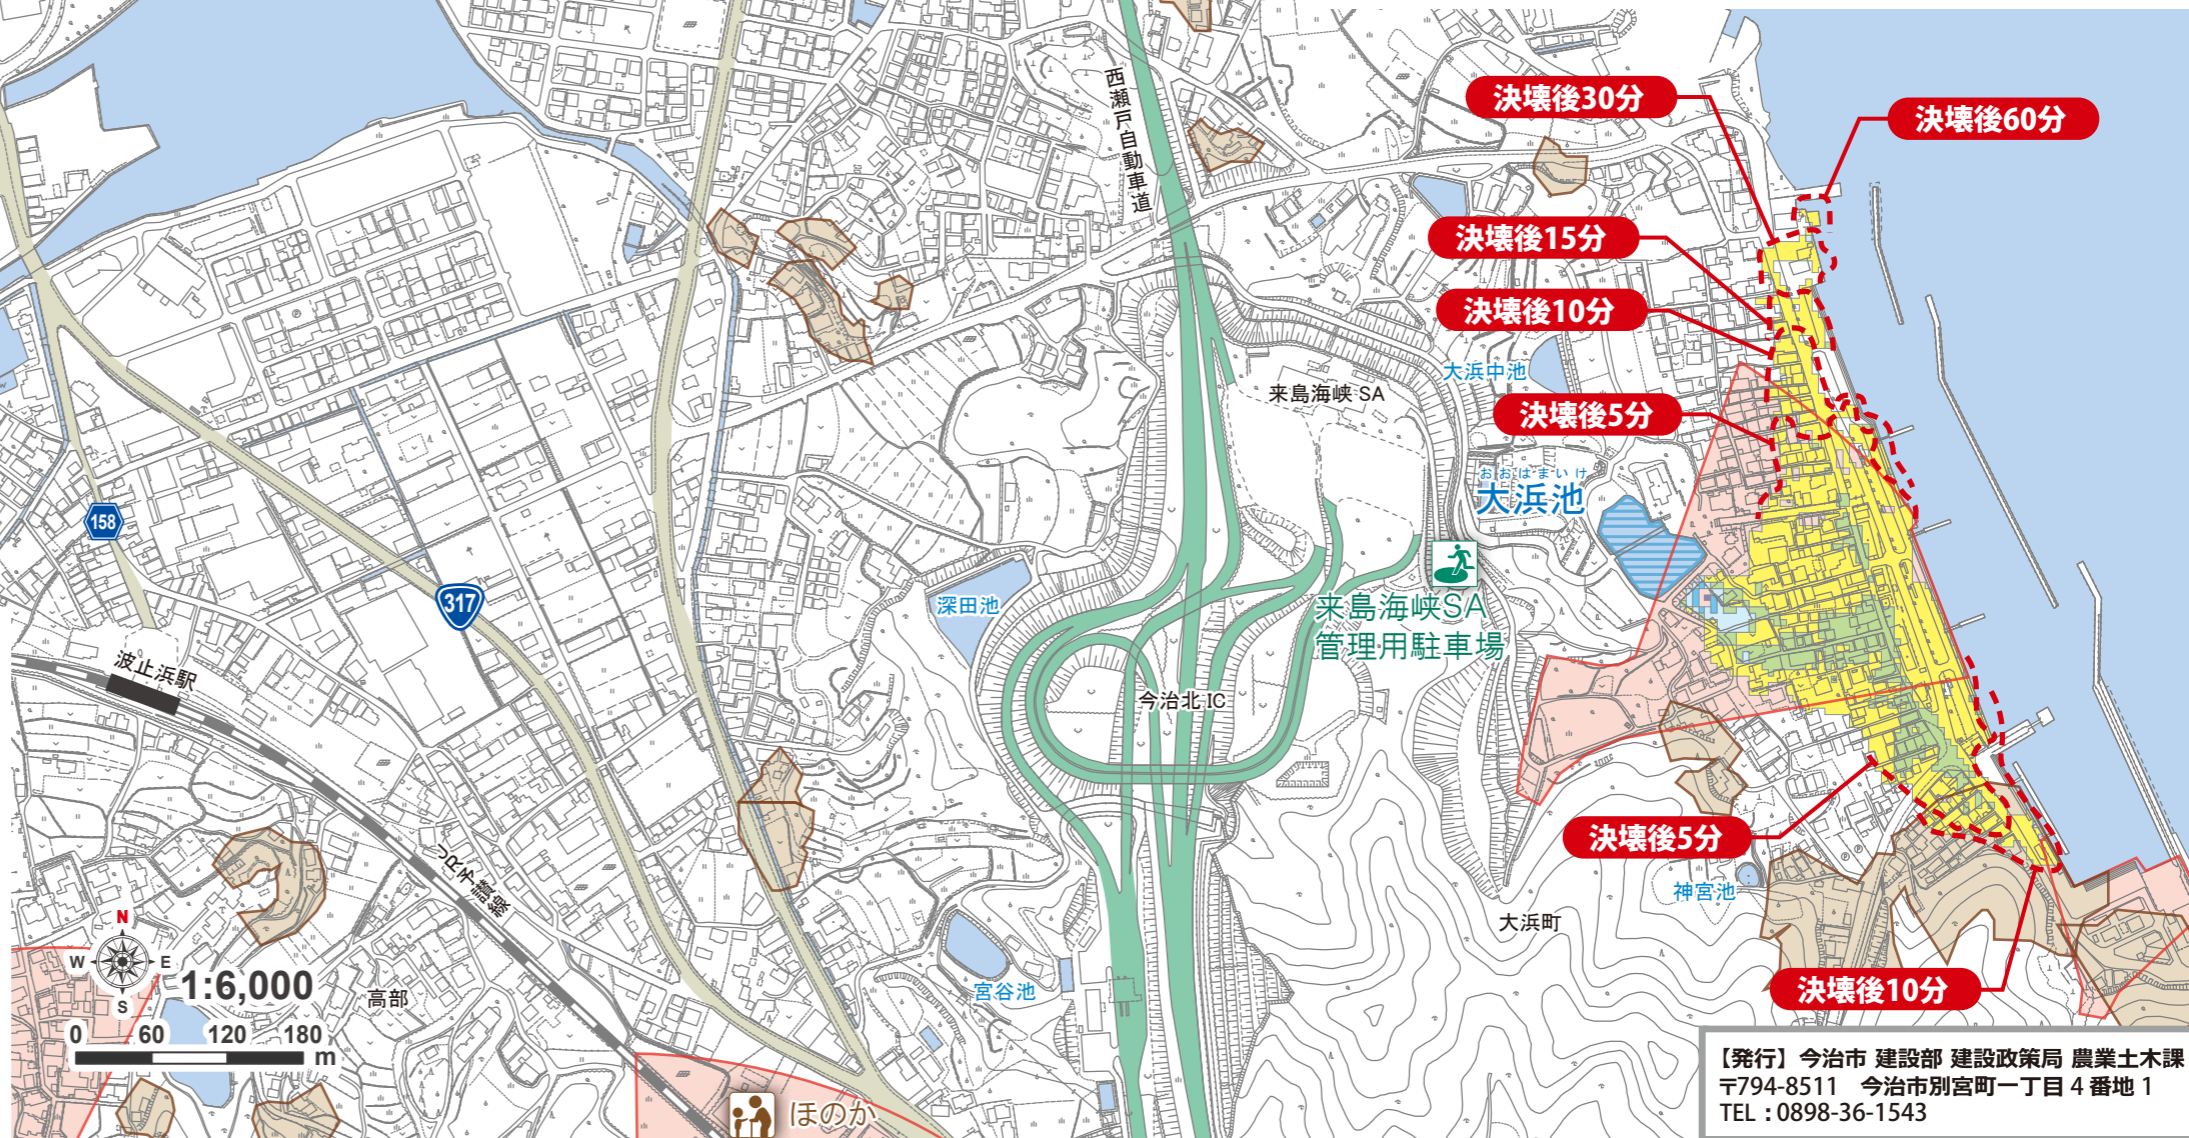 西瀬戸自動車道
決壊後30分
決壊後60分
決壊後15分
決壊後10分
大浜中池
来島海峡 SA
決壊後5分
おおはまいけ
大浜池
158
317
深田池
来島海峡SA
管理用駐車場
波止浜駅
今治北 IC
決壊後5分
JR予讃線
神宮池
大浜町
決壊後10分
N
W
E
S
1:6,000
高部
宮谷池
0 60 120 180
m
ほのか
【発行】今治市 建設部 建設政策局 農業土木課
〒794-8511 今治市別宮町一丁目4番地1
TEL：0898-36-1543